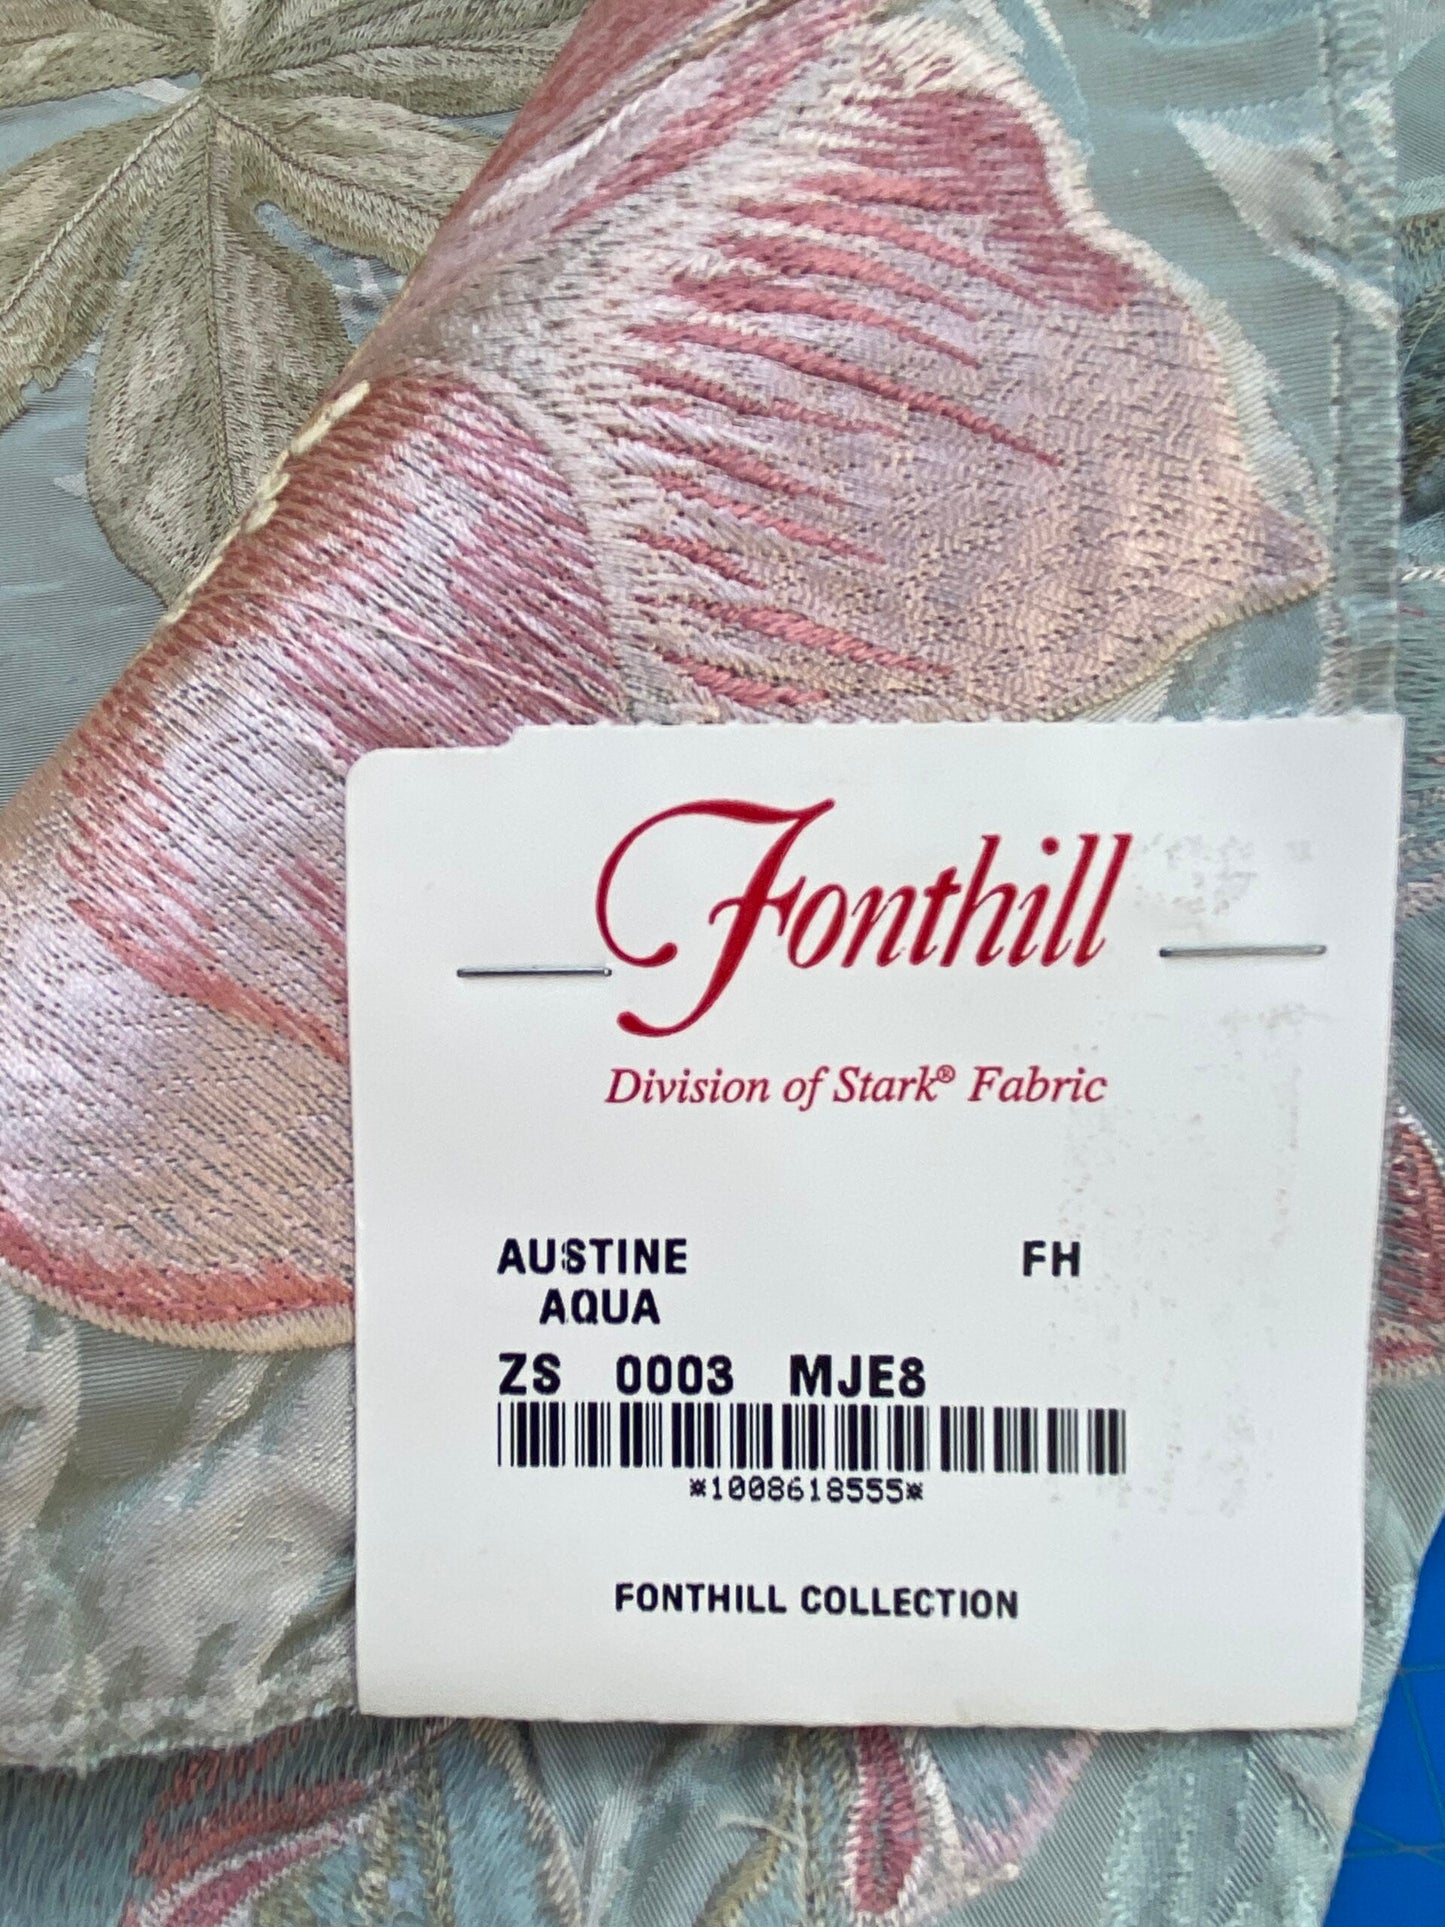 Fonthill
Division of Stark® Fabric
AUSTINE FH
AQUA
ZS 0003 MJE8
*1008618555*
FONTHILL COLLECTION